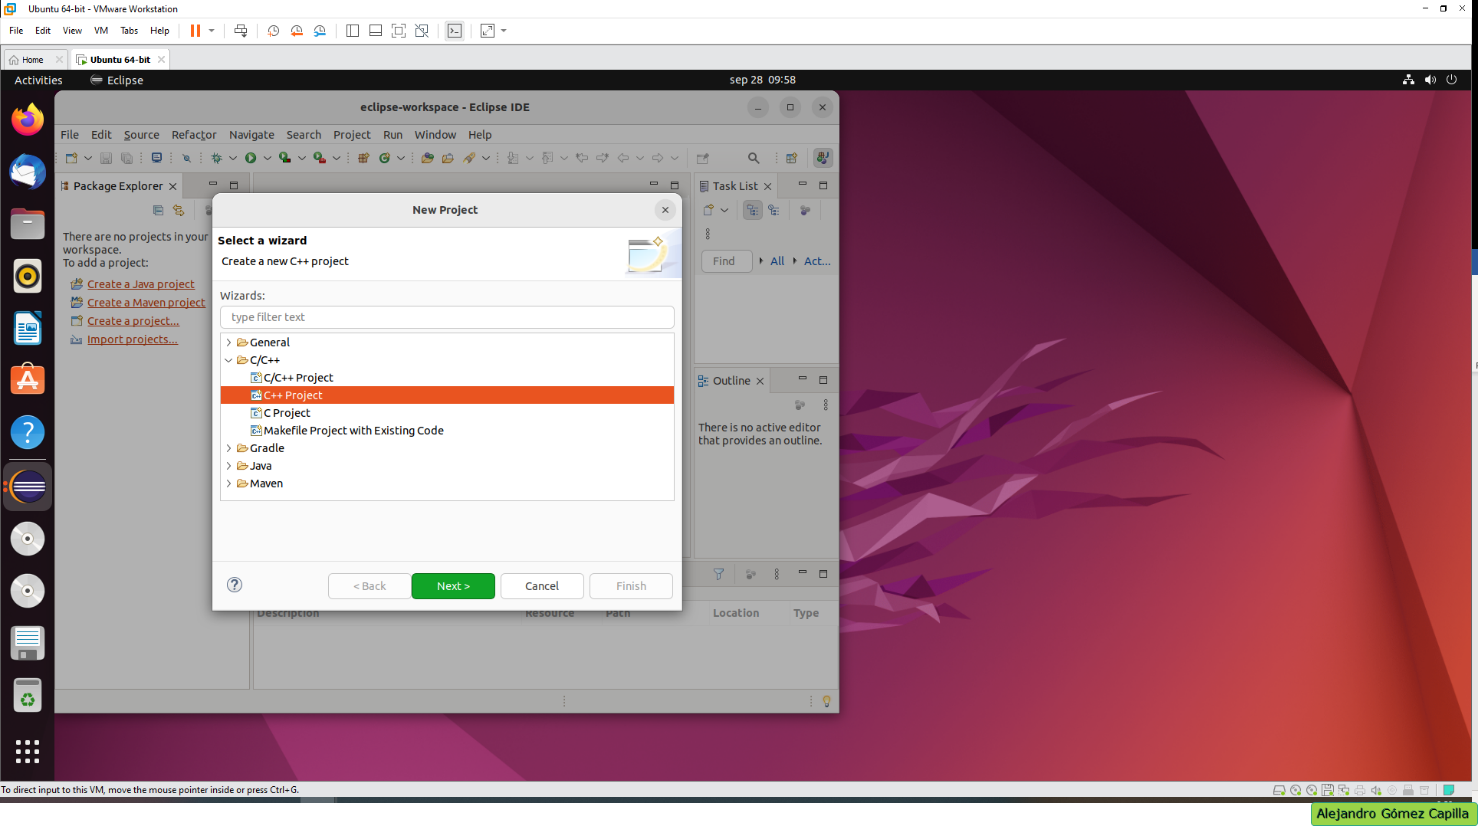 Ubuntu 64-bit - VMware Workstation
File Edit View VM Tabs Help
Home Ubuntu 64-bit
Activities Eclipse sep 28 09:58
eclipse-workspace - Eclipse IDE
File Edit Source Refactor Navigate Search Project Run Window Help
Package Explorer
Task List
There are no projects in your
workspace.
To add a project:
Create a Java project
Create a Maven project
Create a project...
Import projects...
New Project
Select a wizard
Create a new C++ project
Wizards:
type filter text
General
C/C++
C/C++ Project
C++ Project
C Project
Makefile Project with Existing Code
Gradle
Java
Maven
< Back Next > Cancel Finish
Find All Act...
Outline
There is no active editor
that provides an outline.
Description Resource Path Location Type
To direct input to this VM, move the mouse pointer inside or press Ctrl+G.
Alejandro Gómez Capilla